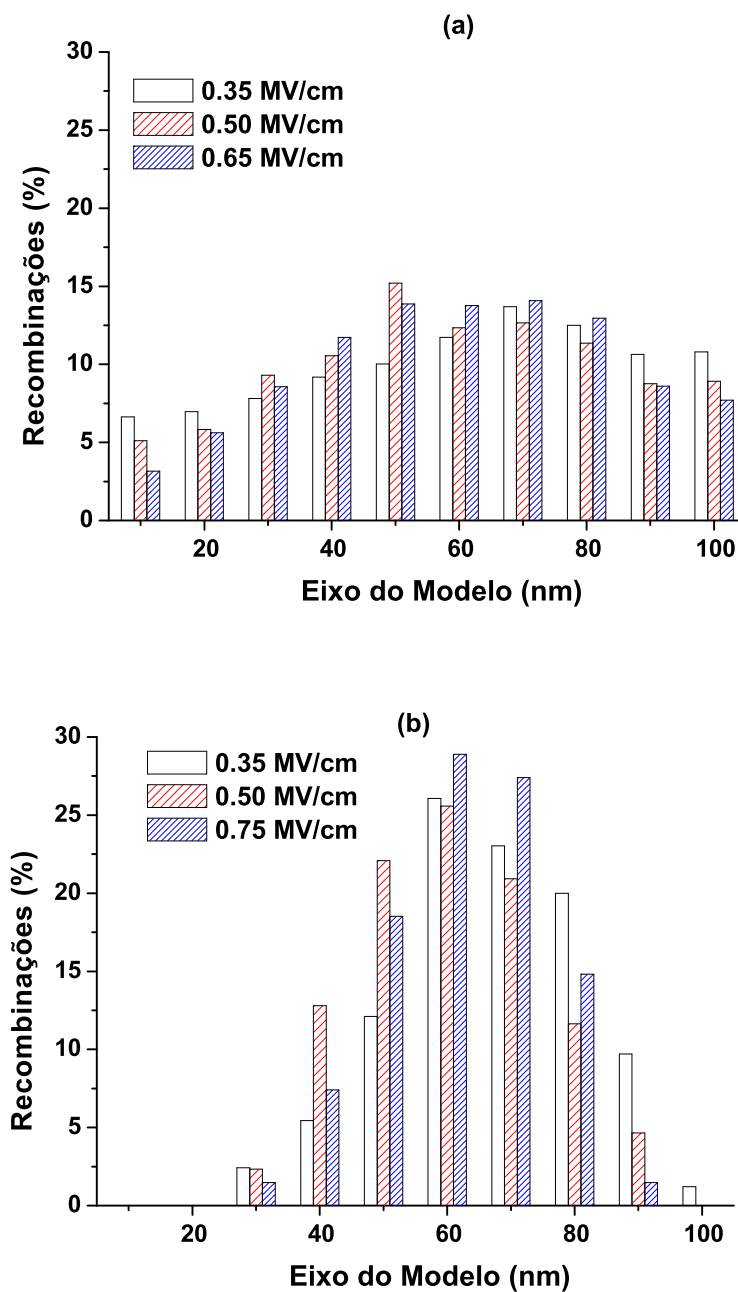 (a)
30
25
20
15
10
5
0
Recombinações (%)
0.35 MV/cm
0.50 MV/cm
0.65 MV/cm
20 40 60 80 100
Eixo do Modelo (nm)
(b)
30
25
20
15
10
5
0
Recombinações (%)
0.35 MV/cm
0.50 MV/cm
0.75 MV/cm
20 40 60 80 100
Eixo do Modelo (nm)